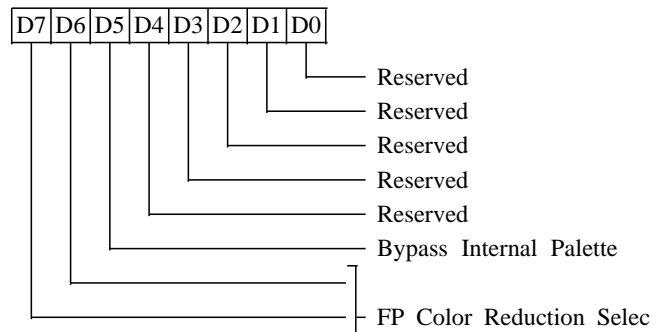 D7 D6 D5 D4 D3 D2 D1 D0
Reserved
Reserved
Reserved
Reserved
Reserved
Bypass Internal Palette
FP Color Reduction Selec